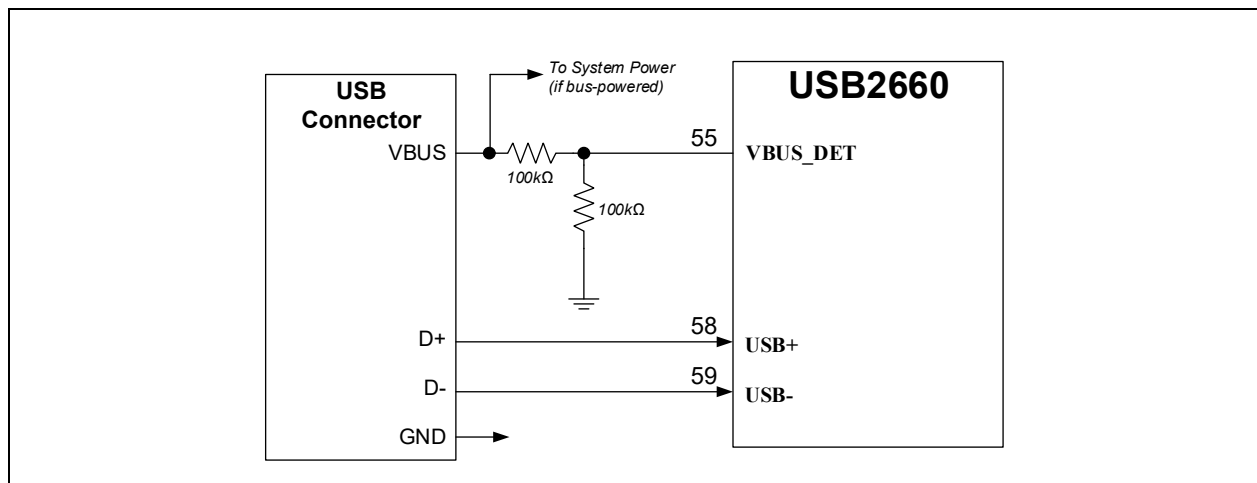 To System Power
(if bus-powered)
USB
Connector
USB2660
VBUS
55
VBUS_DET
100kΩ
100kΩ
D+
58
USB+
D-
59
USB-
GND